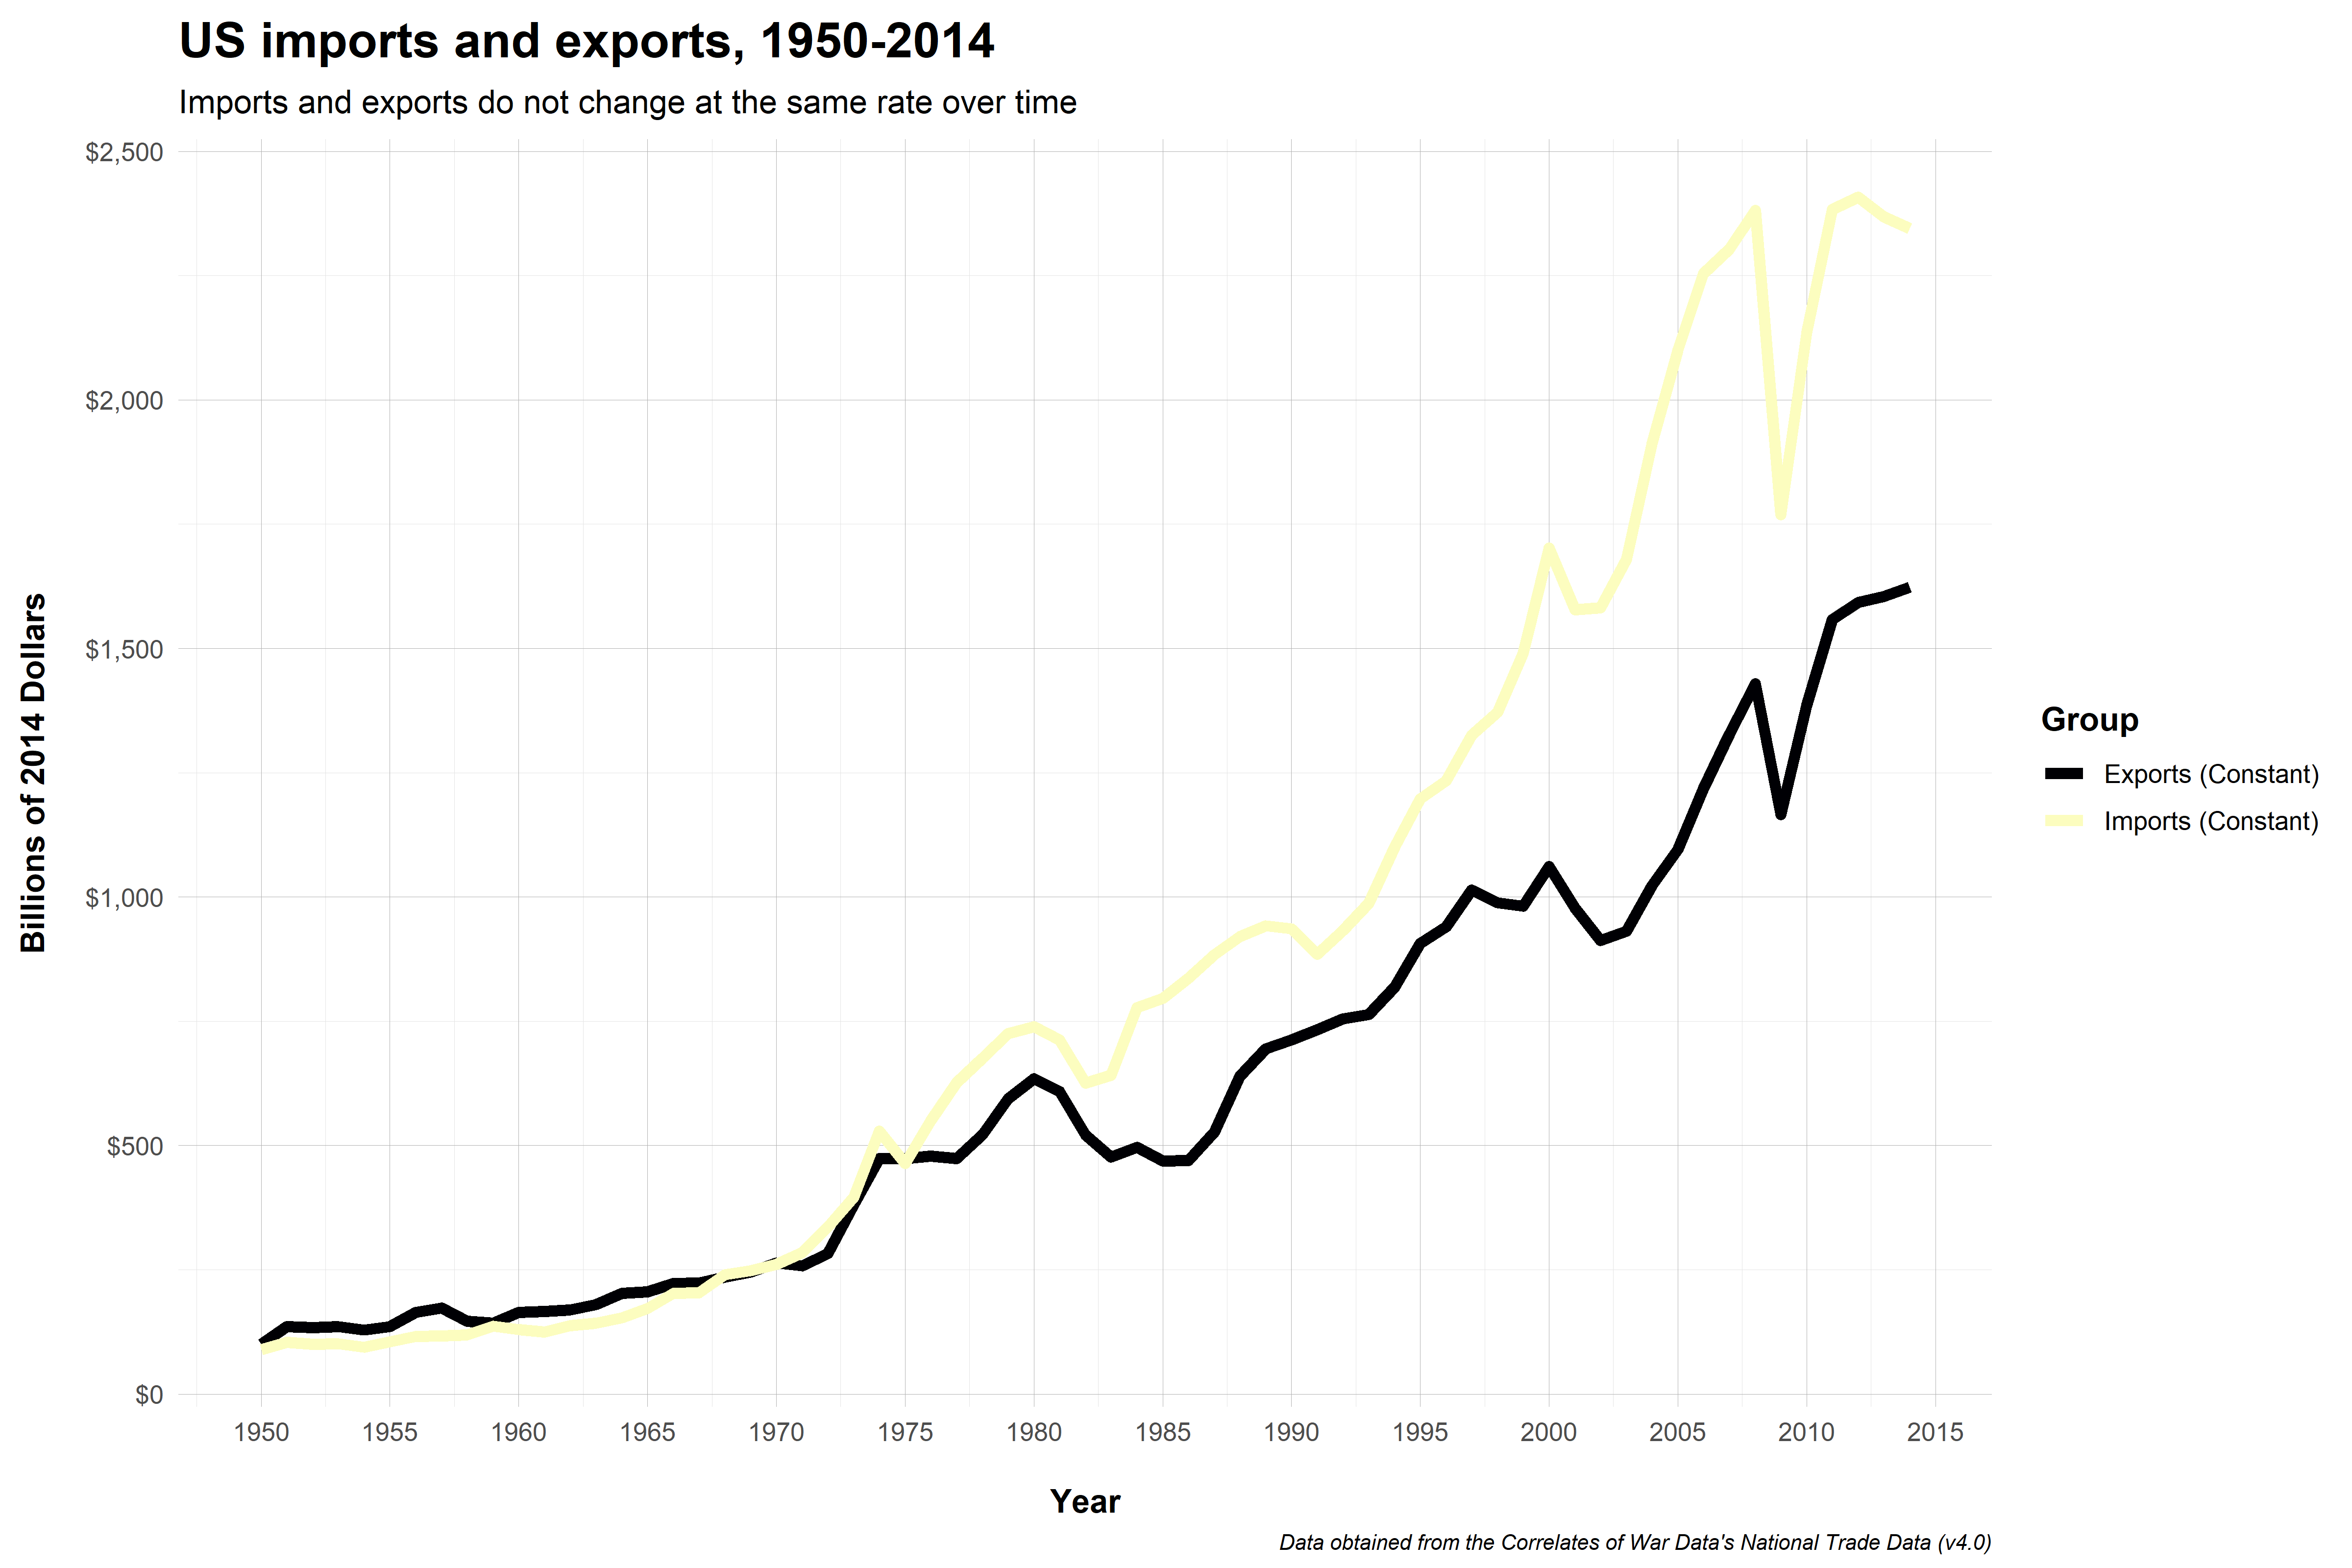 US imports and exports, 1950-2014
Imports and exports do not change at the same rate over time
$2,500
$2,000
$1,500
$1,000
$500
$0
Billions of 2014 Dollars
1950 1955 1960 1965 1970 1975 1980 1985 1990 1995 2000 2005 2010 2015
Year
Group
Exports (Constant)
Imports (Constant)
Data obtained from the Correlates of War Data's National Trade Data (v4.0)